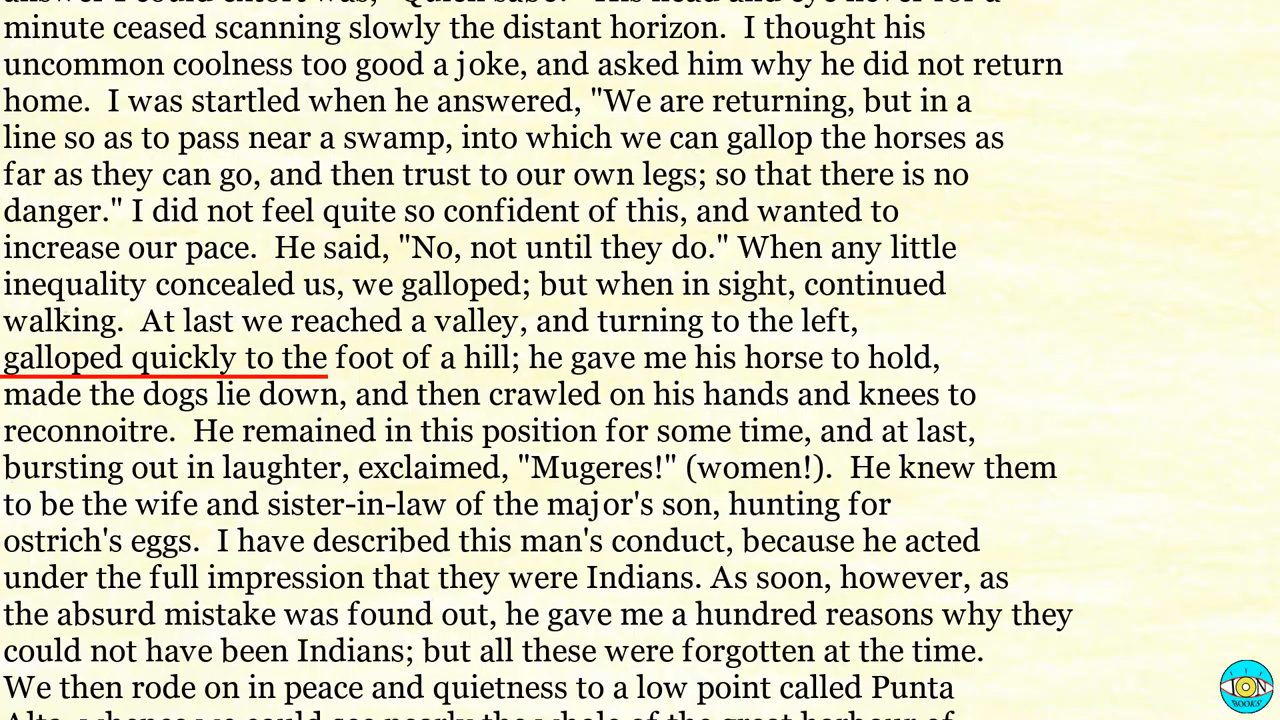 minute ceased scanning slowly the distant horizon.  I thought his
uncommon coolness too good a joke, and asked him why he did not return
home.  I was startled when he answered, "We are returning, but in a
line so as to pass near a swamp, into which we can gallop the horses as
far as they can go, and then trust to our own legs; so that there is no
danger." I did not feel quite so confident of this, and wanted to
increase our pace.  He said, "No, not until they do." When any little
inequality concealed us, we galloped; but when in sight, continued
walking.  At last we reached a valley, and turning to the left,
galloped quickly to the foot of a hill; he gave me his horse to hold,
made the dogs lie down, and then crawled on his hands and knees to
reconnoitre.  He remained in this position for some time, and at last,
bursting out in laughter, exclaimed, "Mugeres!" (women!).  He knew them
to be the wife and sister-in-law of the major's son, hunting for
ostrich's eggs.  I have described this man's conduct, because he acted
under the full impression that they were Indians. As soon, however, as
the absurd mistake was found out, he gave me a hundred reasons why they
could not have been Indians; but all these were forgotten at the time.
We then rode on in peace and quietness to a low point called Punta
ION
BOOKS